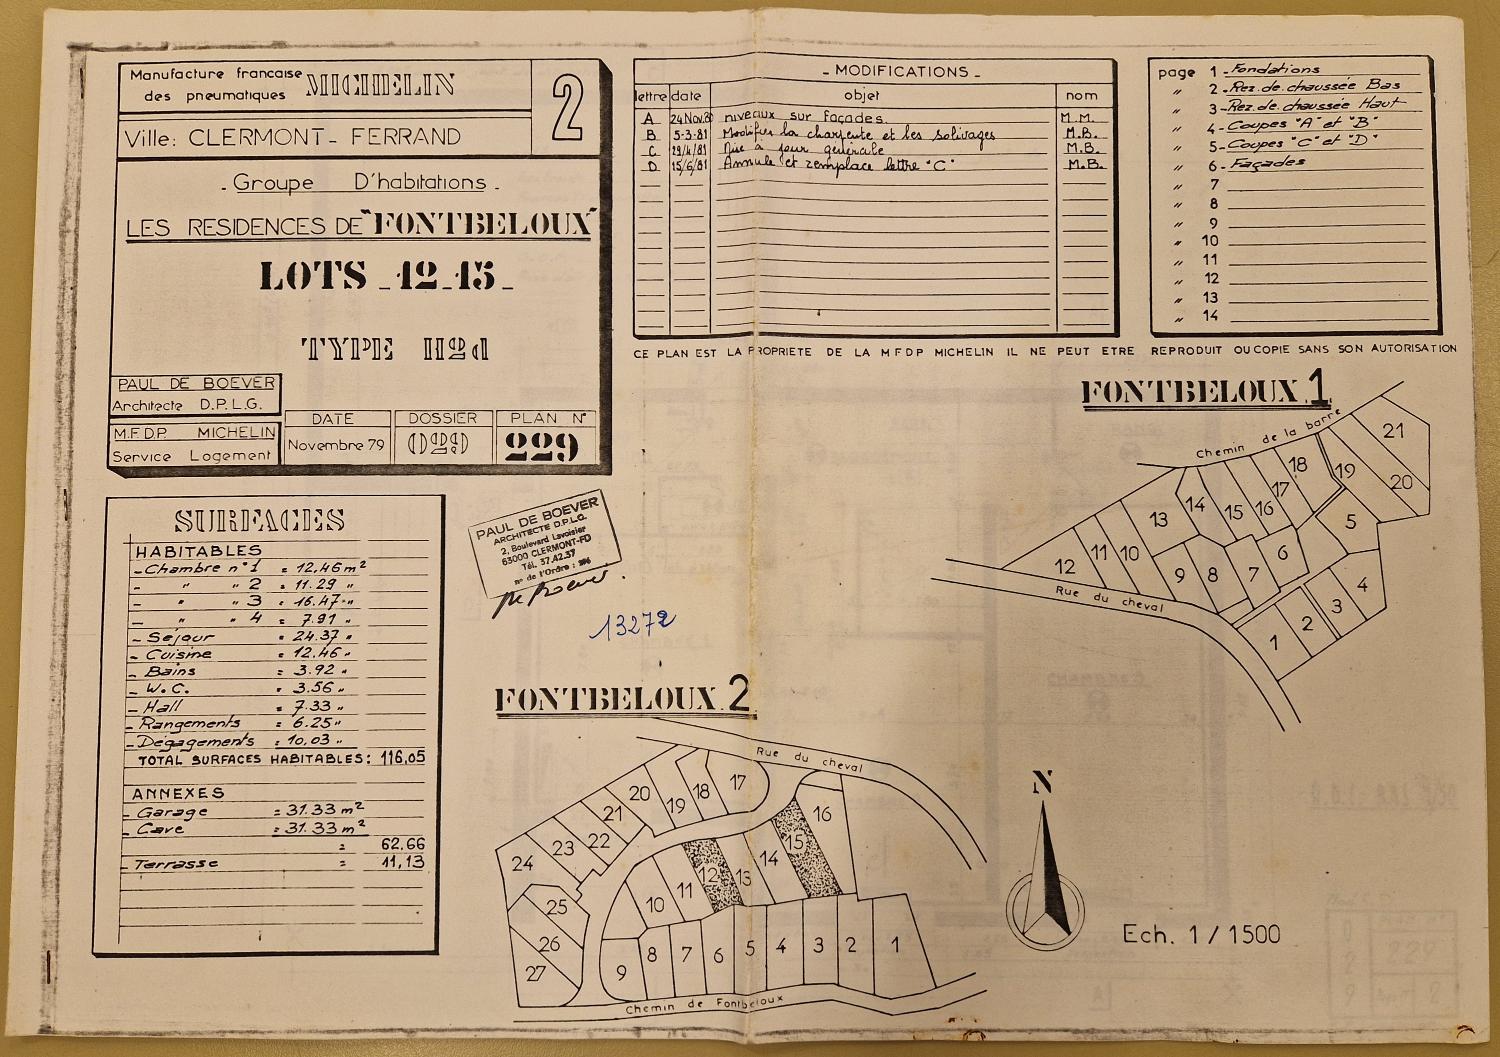 Manufacture francaise MICHELIN
des pneumatiques
2
Ville: CLERMONT - FERRAND
- Groupe D'habitations -
LES RESIDENCES DE "FONTBELOUX"
LOTS - 12 - 15 -
TYPE H2d
PAUL DE BOEVER
Architecte D.P.L.G.
M.F.D.P. MICHELIN
Service Logement
DATE
Novembre 79
DOSSIER
029
PLAN N°
229
- MODIFICATIONS -
lettre date objet nom
A 24 Nov.80 niveaux sur façades. M.M.
B 5-3-81 Modifier la charpente et les solivages M.B.
C 29/4/81 Mise à jour générale M.B.
D 15/6/81 Annule et remplace lettre "C" M.B.
page 1 - Fondations
" 2 - Rez.de.chaussée Bas
" 3 - Rez.de.chaussée Haut
" 4 - Coupes "A" et "B"
" 5 - Coupes "C" et "D"
" 6 - Façades
" 7
" 8
" 9
" 10
" 11
" 12
" 13
" 14
CE PLAN EST LA PROPRIETE DE LA M F D P MICHELIN IL NE PEUT ETRE REPRODUIT OU COPIE SANS SON AUTORISATION
SURFACES
HABITABLES
- Chambre n°1 = 12.46 m2
- " " 2 = 11.29 "
- " " 3 = 16.47 "
- " " 4 = 7.91 "
- Séjour = 24.37 "
- Cuisine = 12.46 "
- Bains = 3.92 "
- W.C. = 3.56 "
- Hall = 7.33 "
- Rangements = 6.25 "
- Dégagements = 10.03 "
TOTAL SURFACES HABITABLES: 116,05
ANNEXES
- Garage = 31.33 m2
- Cave = 31.33 m2
= 62.66
- Terrasse = 11,13
PAUL DE BOEVER
ARCHITECTE D.P.L.G.
2, Boulevard Lavoisier
63000 CLERMONT-FD
Tél. 37.42.37
n° de l'Ordre :
13272
FONTBELOUX 1
Chemin de la barre
21
20
19
18
17
16
15
14
13
12
11
10
9
8
7
6
5
4
3
2
1
Rue du cheval
FONTBELOUX 2
Rue du cheval
17
18
19
20
21
22
23
24
25
26
27
16
15
14
13
12
11
10
9
8
7
6
5
4
3
2
1
Chemin de Fontbeloux
N
Ech. 1 / 1500